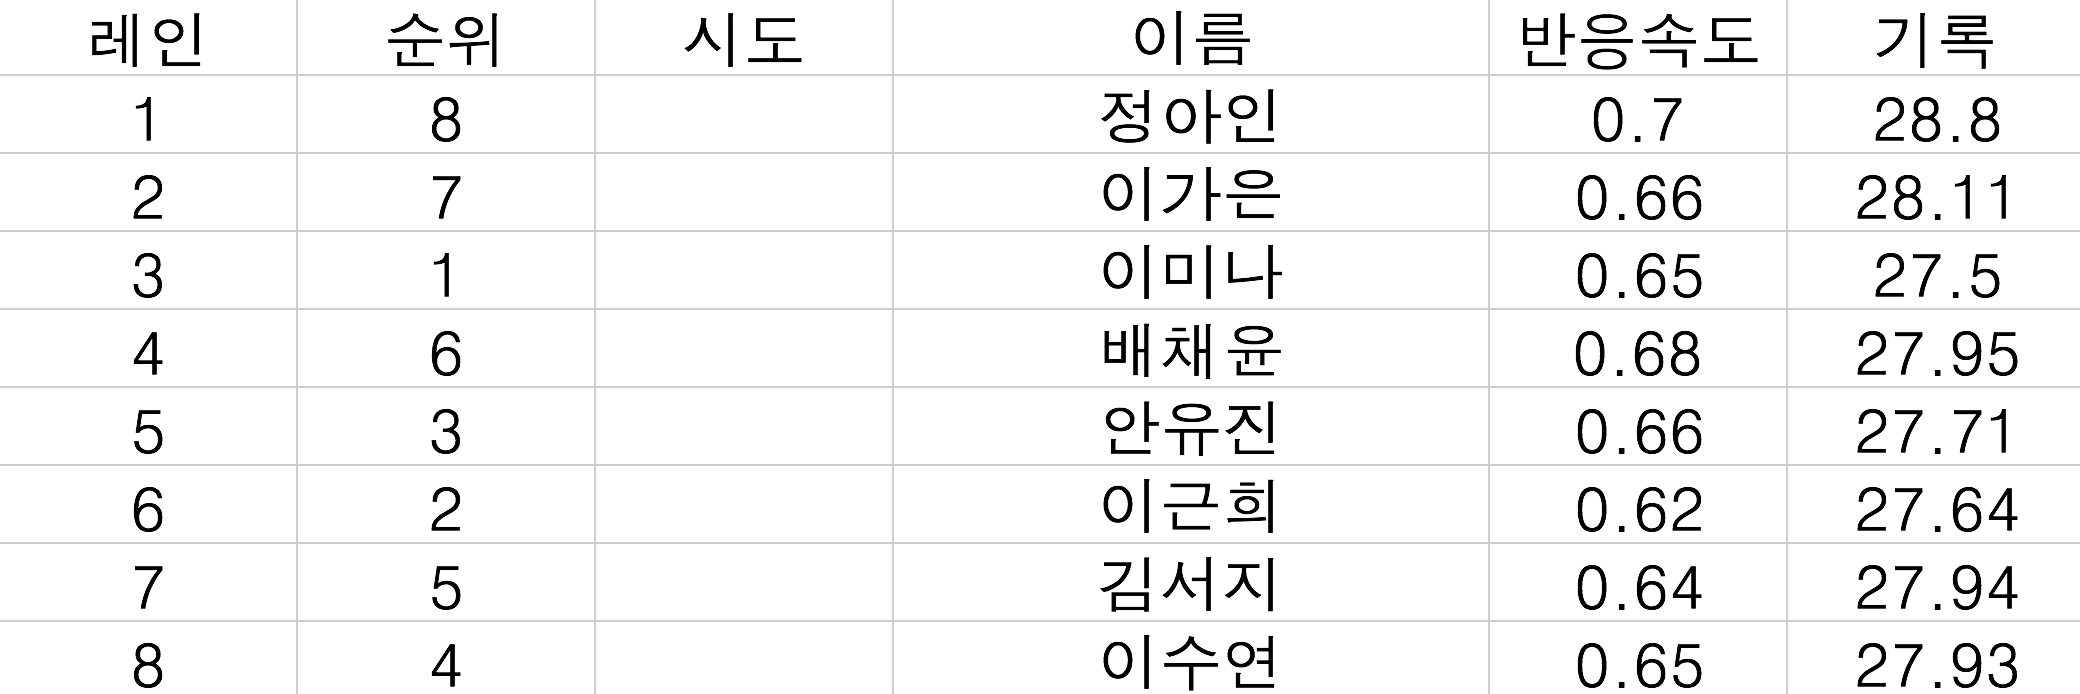 레인 순위 시도 이름 반응속도 기록
1 8 정아인 0.7 28.8
2 7 이가은 0.66 28.11
3 1 이미나 0.65 27.5
4 6 배채윤 0.68 27.95
5 3 안유진 0.66 27.71
6 2 이근희 0.62 27.64
7 5 김서지 0.64 27.94
8 4 이수연 0.65 27.93